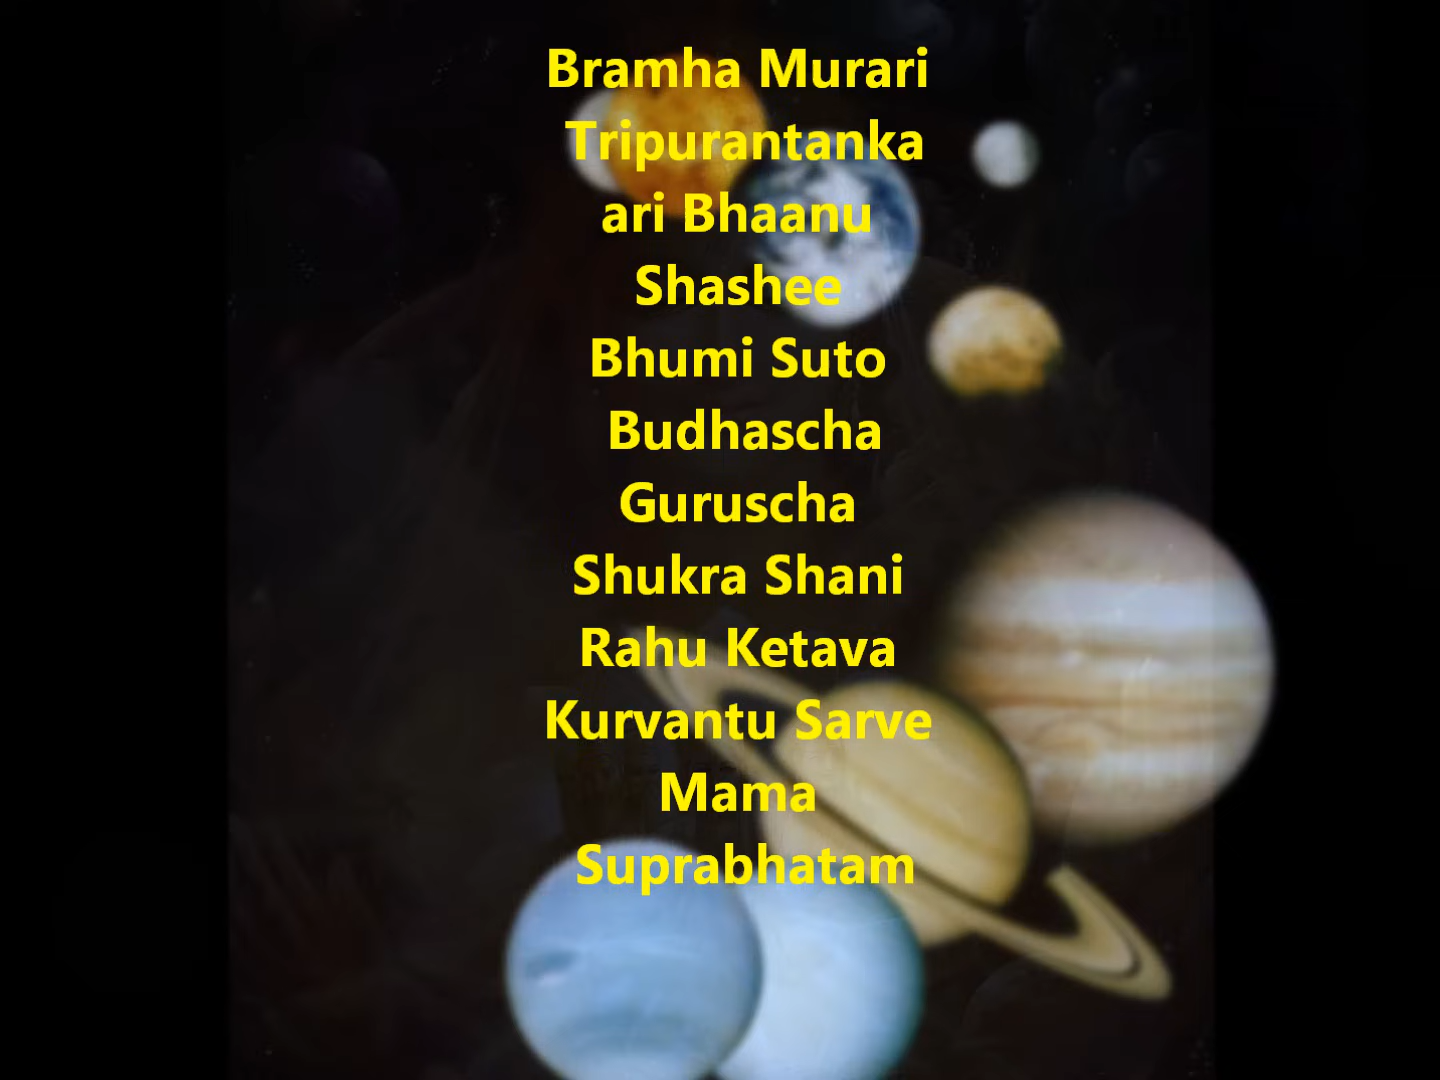 Bramha Murari
Tripurantanka
ari Bhaanu
Shashee
Bhumi Suto
Budhascha
Guruscha
Shukra Shani
Rahu Ketava
Kurvantu Sarve
Mama
Suprabhatam